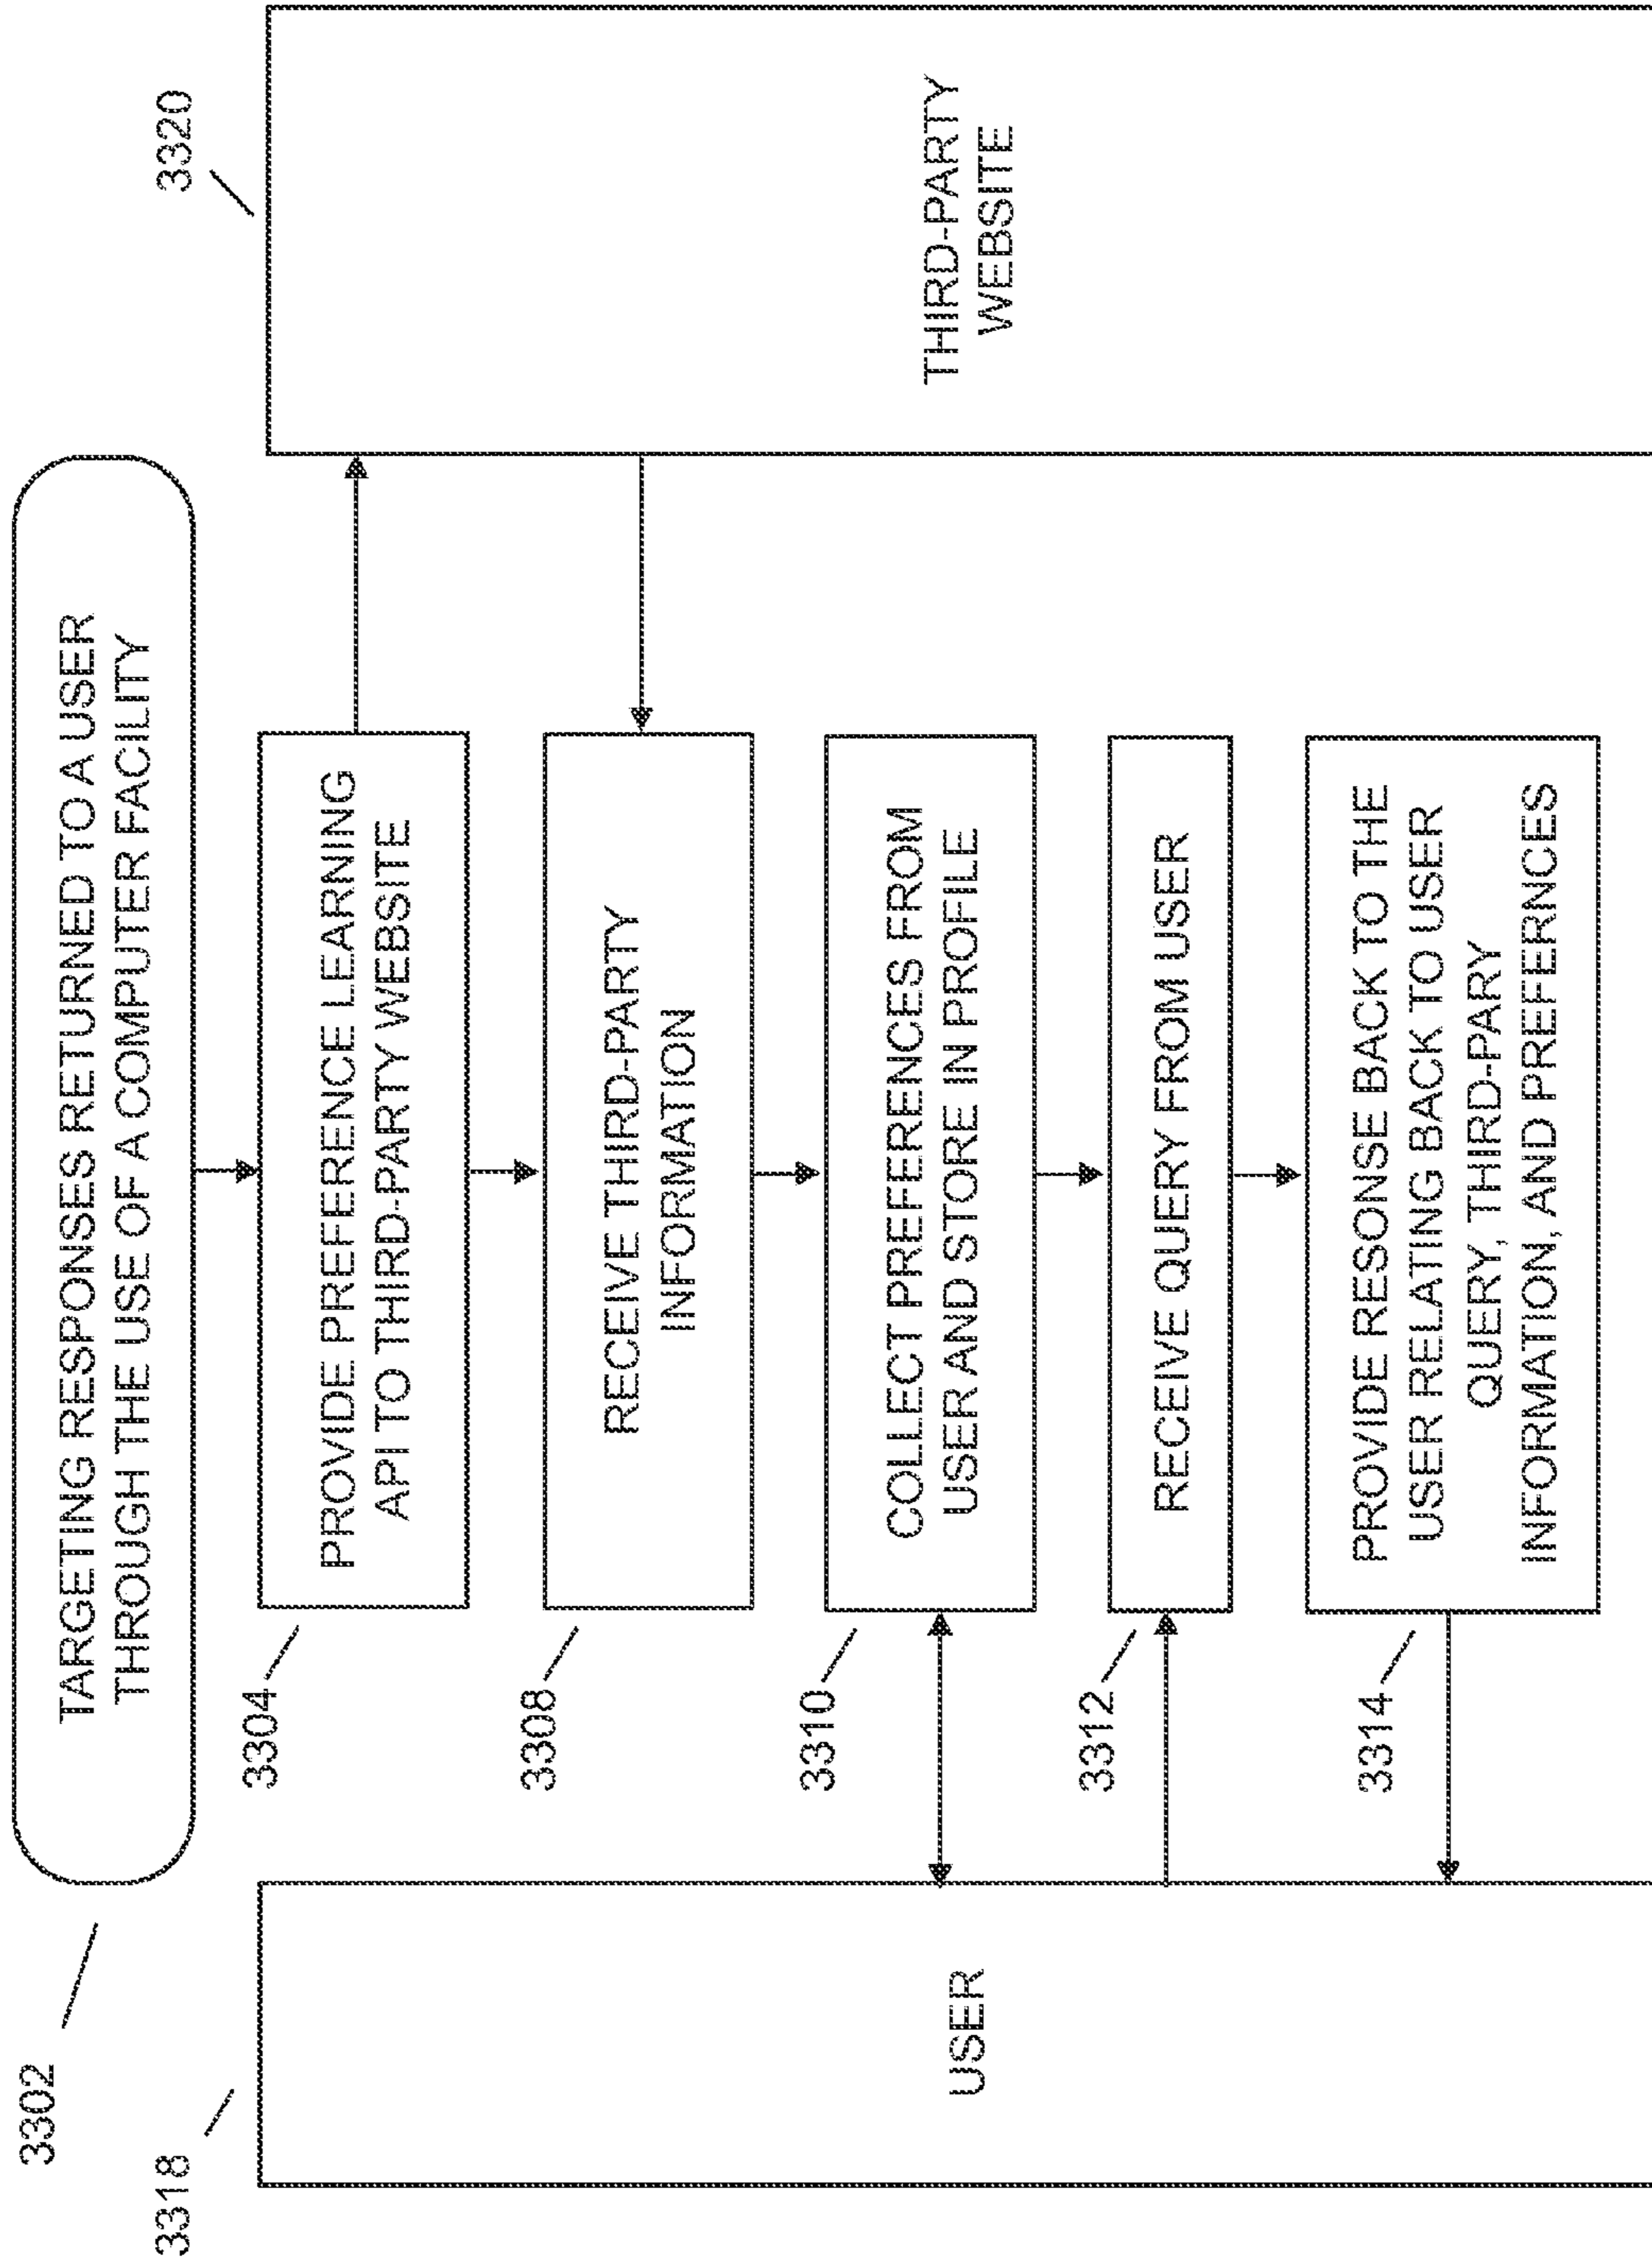 3302
TARGETING RESPONSES RETURNED TO A USER
THROUGH THE USE OF A COMPUTER FACILITY
3318
USER
3304
PROVIDE PREFERENCE LEARNING
API TO THIRD-PARTY WEBSITE
3308
RECEIVE THIRD-PARTY
INFORMATION
3310
COLLECT PREFERENCES FROM
USER AND STORE IN PROFILE
3312
RECEIVE QUERY FROM USER
3314
PROVIDE RESONSE BACK TO THE
USER RELATING BACK TO USER
QUERY, THIRD-PARY
INFORMATION, AND PREFERNCES
3320
THIRD-PARTY
WEBSITE